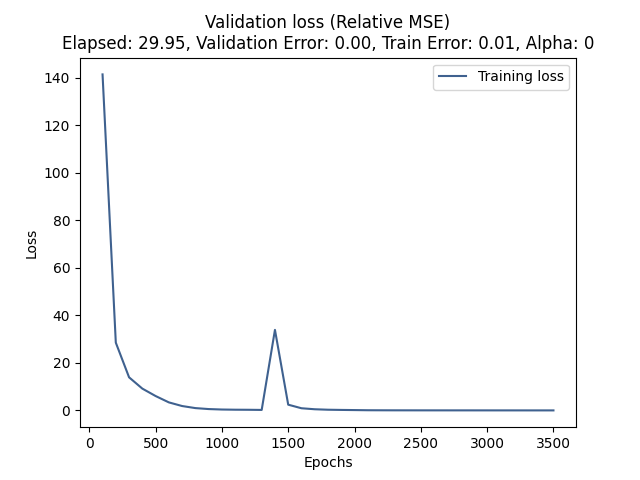 Validation loss (Relative MSE)
Elapsed: 29.95, Validation Error: 0.00, Train Error: 0.01, Alpha: 0
Training loss
140
120
100
80
60
40
20
0
Loss
0 500 1000 1500 2000 2500 3000 3500
Epochs